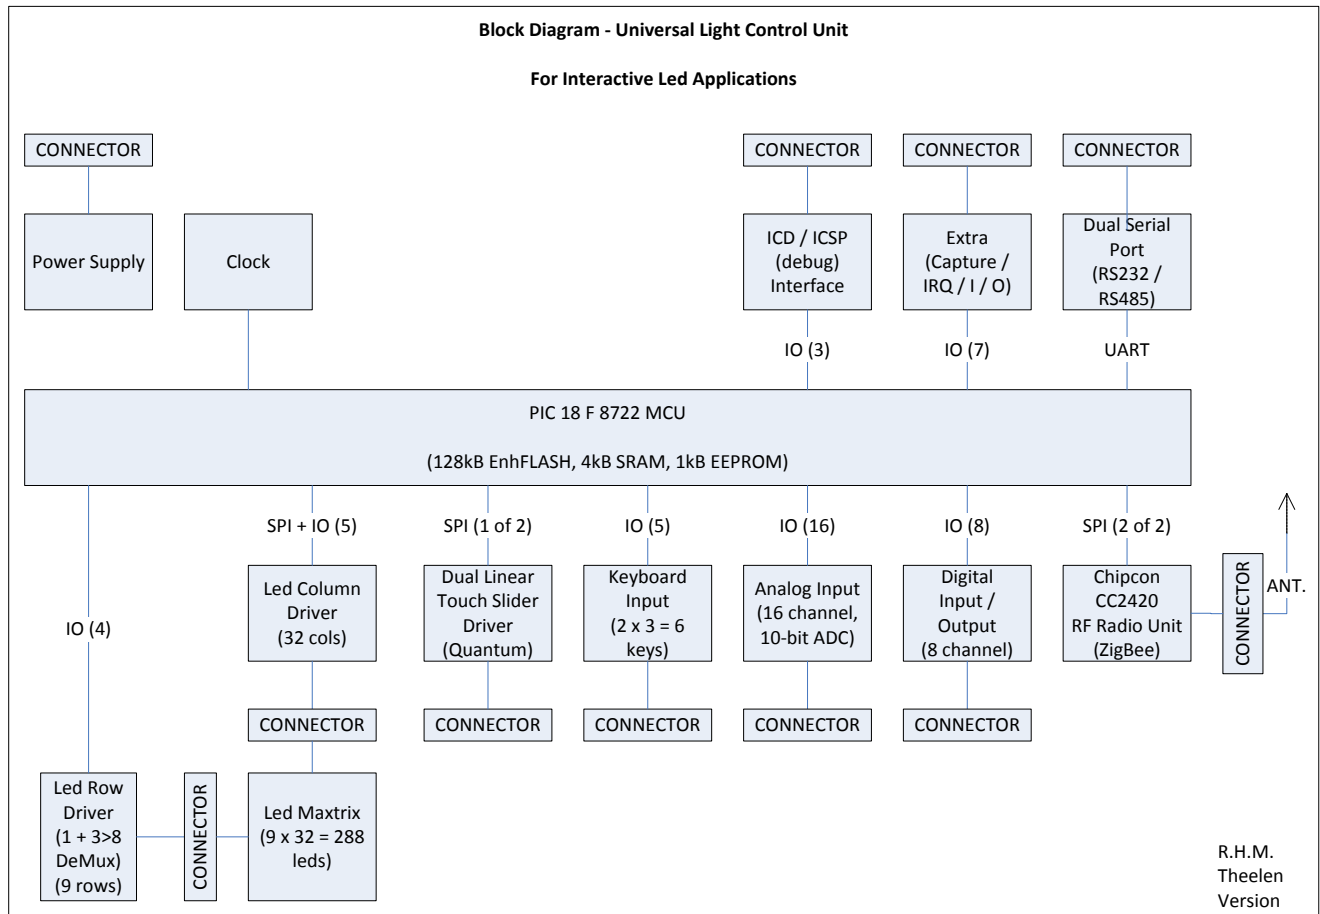 Block Diagram - Universal Light Control Unit
For Interactive Led Applications
CONNECTOR
CONNECTOR
CONNECTOR
CONNECTOR
Power Supply
Clock
ICD / ICSP
(debug)
Interface
Extra
(Capture /
IRQ / I / O)
Dual Serial
Port
(RS232 /
RS485)
IO (3)
IO (7)
UART
PIC 18 F 8722 MCU
(128kB EnhFLASH, 4kB SRAM, 1kB EEPROM)
IO (4)
SPI + IO (5)
SPI (1 of 2)
IO (5)
IO (16)
IO (8)
SPI (2 of 2)
Led Column
Driver
(32 cols)
Dual Linear
Touch Slider
Driver
(Quantum)
Keyboard
Input
(2 x 3 = 6
keys)
Analog Input
(16 channel,
10-bit ADC)
Digital
Input /
Output
(8 channel)
Chipcon
CC2420
RF Radio Unit
(ZigBee)
CONNECTOR
ANT.
CONNECTOR
CONNECTOR
CONNECTOR
CONNECTOR
CONNECTOR
Led Row
Driver
(1 + 3>8
DeMux)
(9 rows)
CONNECTOR
Led Maxtrix
(9 x 32 = 288
leds)
R.H.M.
Theelen
Version